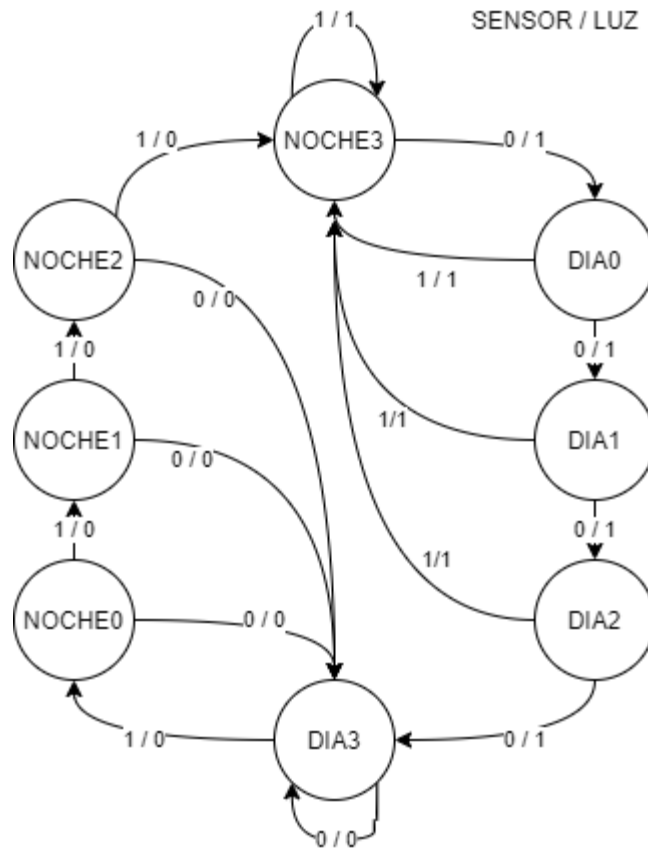 1 / 1
SENSOR / LUZ
NOCHE3
1 / 0
0 / 1
NOCHE2
DIA0
0 / 0
1 / 1
1 / 0
0 / 1
NOCHE1
1/1
DIA1
0 / 0
1 / 0
0 / 1
1/1
NOCHE0
0 / 0
DIA2
DIA3
1 / 0
0 / 1
0 / 0